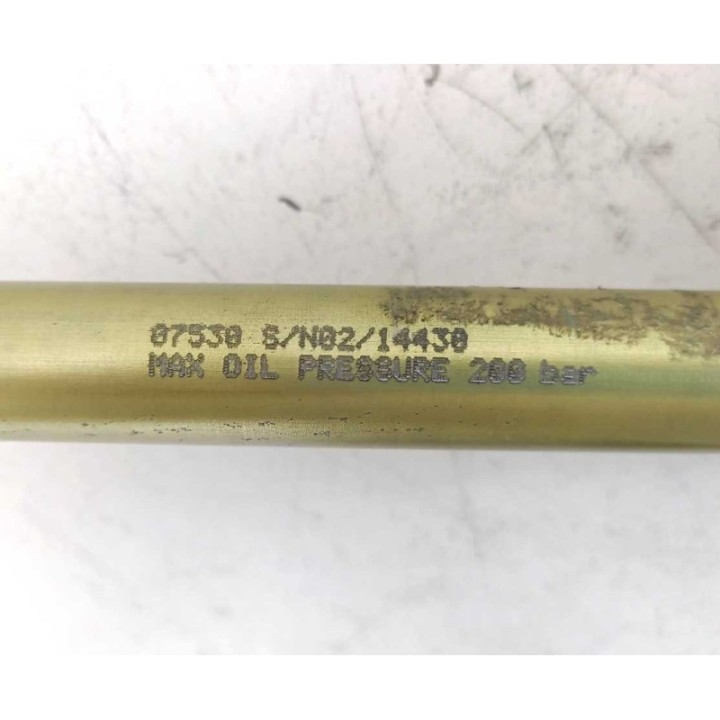 07530 S/N02/14430
MAX OIL PRESSURE 200 bar